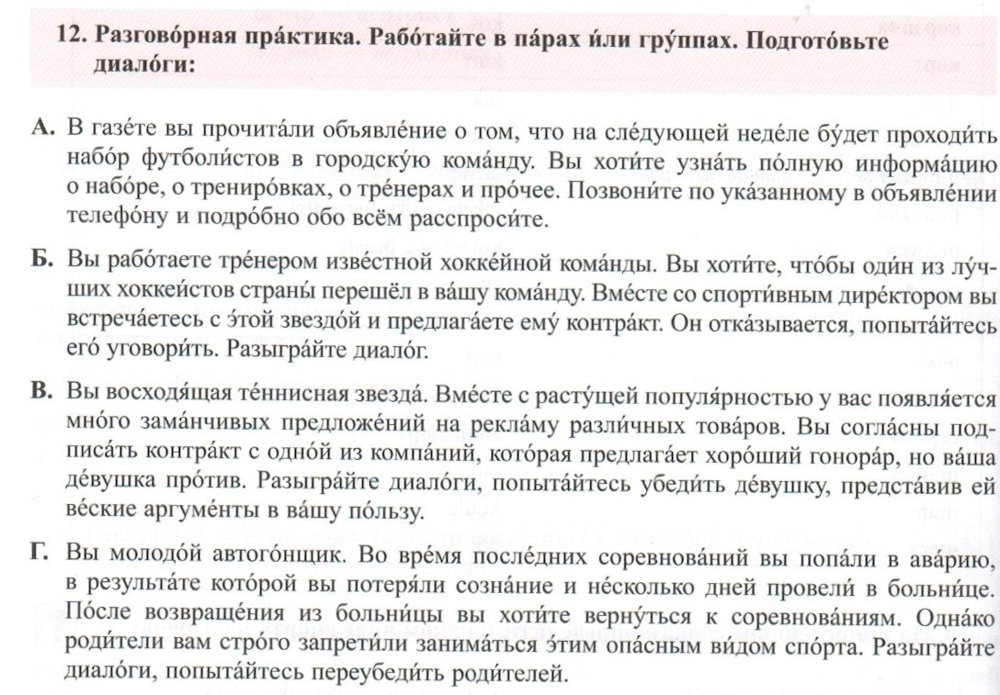 12. Разгово́рная пра́ктика. Рабо́тайте в па́рах и́ли гру́ппах. Подгото́вьте
диало́ги:
А. В газе́те вы прочита́ли объявле́ние о том, что на сле́дующей неде́ле бу́дет проходи́ть
набо́р футболи́стов в городску́ю кома́нду. Вы хоти́те узна́ть по́лную информа́цию
о набо́ре, о трениро́вках, о тре́нерах и про́чее. Позвони́те по ука́занному в объявле́нии
телефо́ну и подро́бно обо всём расспроси́те.
Б. Вы рабо́таете тре́нером изве́стной хокке́йной кома́нды. Вы хоти́те, что́бы оди́н из лу́ч-
ших хоккеи́стов страны́ перешёл в ва́шу кома́нду. Вме́сте со спорти́вным дире́ктором вы
встреча́етесь с э́той звездо́й и предлага́ете ему́ контра́кт. Он отка́зывается, попыта́йтесь
его́ уговори́ть. Разыгра́йте диало́г.
В. Вы восходя́щая те́ннисная звезда́. Вме́сте с расту́щей популя́рностью у вас появля́ется
мно́го зама́нчивых предложе́ний на рекла́му разли́чных това́ров. Вы согла́сны под-
писа́ть контра́кт с одно́й из компа́ний, кото́рая предлага́ет хоро́ший гонора́р, но ва́ша
де́вушка про́тив. Разыгра́йте диало́ги, попыта́йтесь убеди́ть де́вушку, предста́вив ей
ве́ские аргуме́нты в ва́шу по́льзу.
Г. Вы молодо́й автого́нщик. Во вре́мя после́дних соревнова́ний вы попа́ли в ава́рию,
в результа́те кото́рой вы потеря́ли созна́ние и не́сколько дней провели́ в больни́це.
По́сле возвраще́ния из больни́цы вы хоти́те верну́ться к соревнова́ниям. Одна́ко
роди́тели вам стро́го запрети́ли занима́ться э́тим опа́сным ви́дом спо́рта. Разыгра́йте
диало́ги, попыта́йтесь переубеди́ть роди́телей.